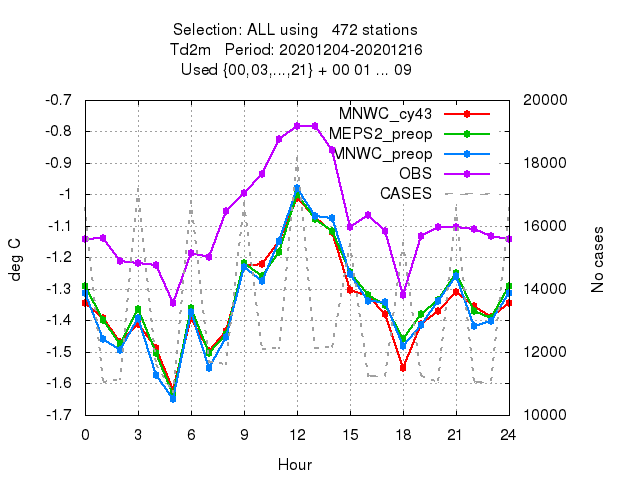 Selection: ALL using   472 stations
Td2m   Period: 20201204-20201216
Used {00,03,...,21} + 00 01 ... 09
-0.7
-0.8
-0.9
-1
-1.1
-1.2
-1.3
-1.4
-1.5
-1.6
-1.7
deg C
MNWC_cy43
MEPS2_preop
MNWC_preop
OBS
CASES
20000
18000
16000
14000
12000
10000
No cases
0 3 6 9 12 15 18 21 24
Hour